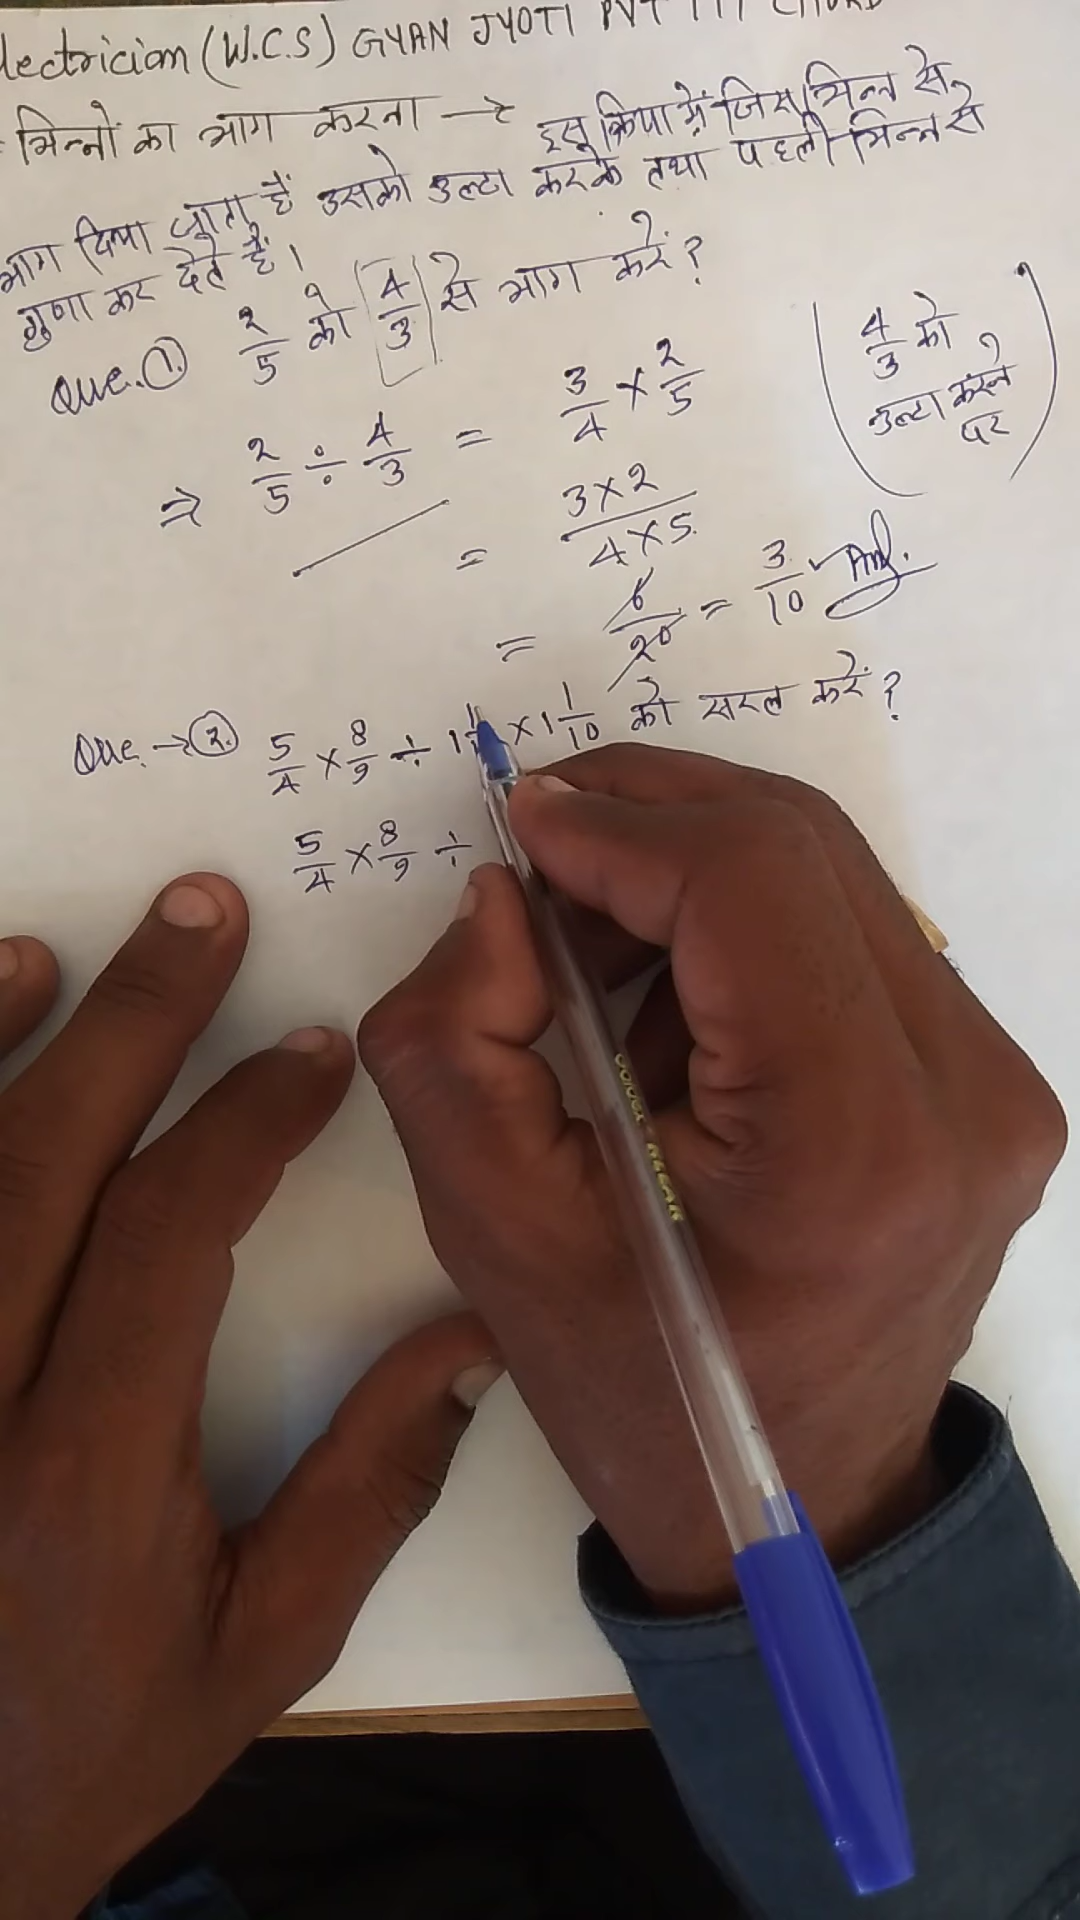 lectrician (W.C.S) GYAN JYOTI PVT ITI
भिन्नों का भाग करना → इस क्रिया में जिस भिन्न से
भाग दिया जाता हैं उसको उल्टा करके तथा पहली भिन्न से
गुणा कर देते हैं।
Que. ① 2/5 को 4/3 से भाग करें?
⇒ 2/5 ÷ 4/3 = 3/4 × 2/5 (4/3 को उल्टा करने पर)
= 3×2/4×5
= 6/20 = 3/10 Ans.
Que. → ② 5/4 × 8/9 ÷ 1 × 1 1/10 को सरल करें?
5/4 × 8/9 ÷